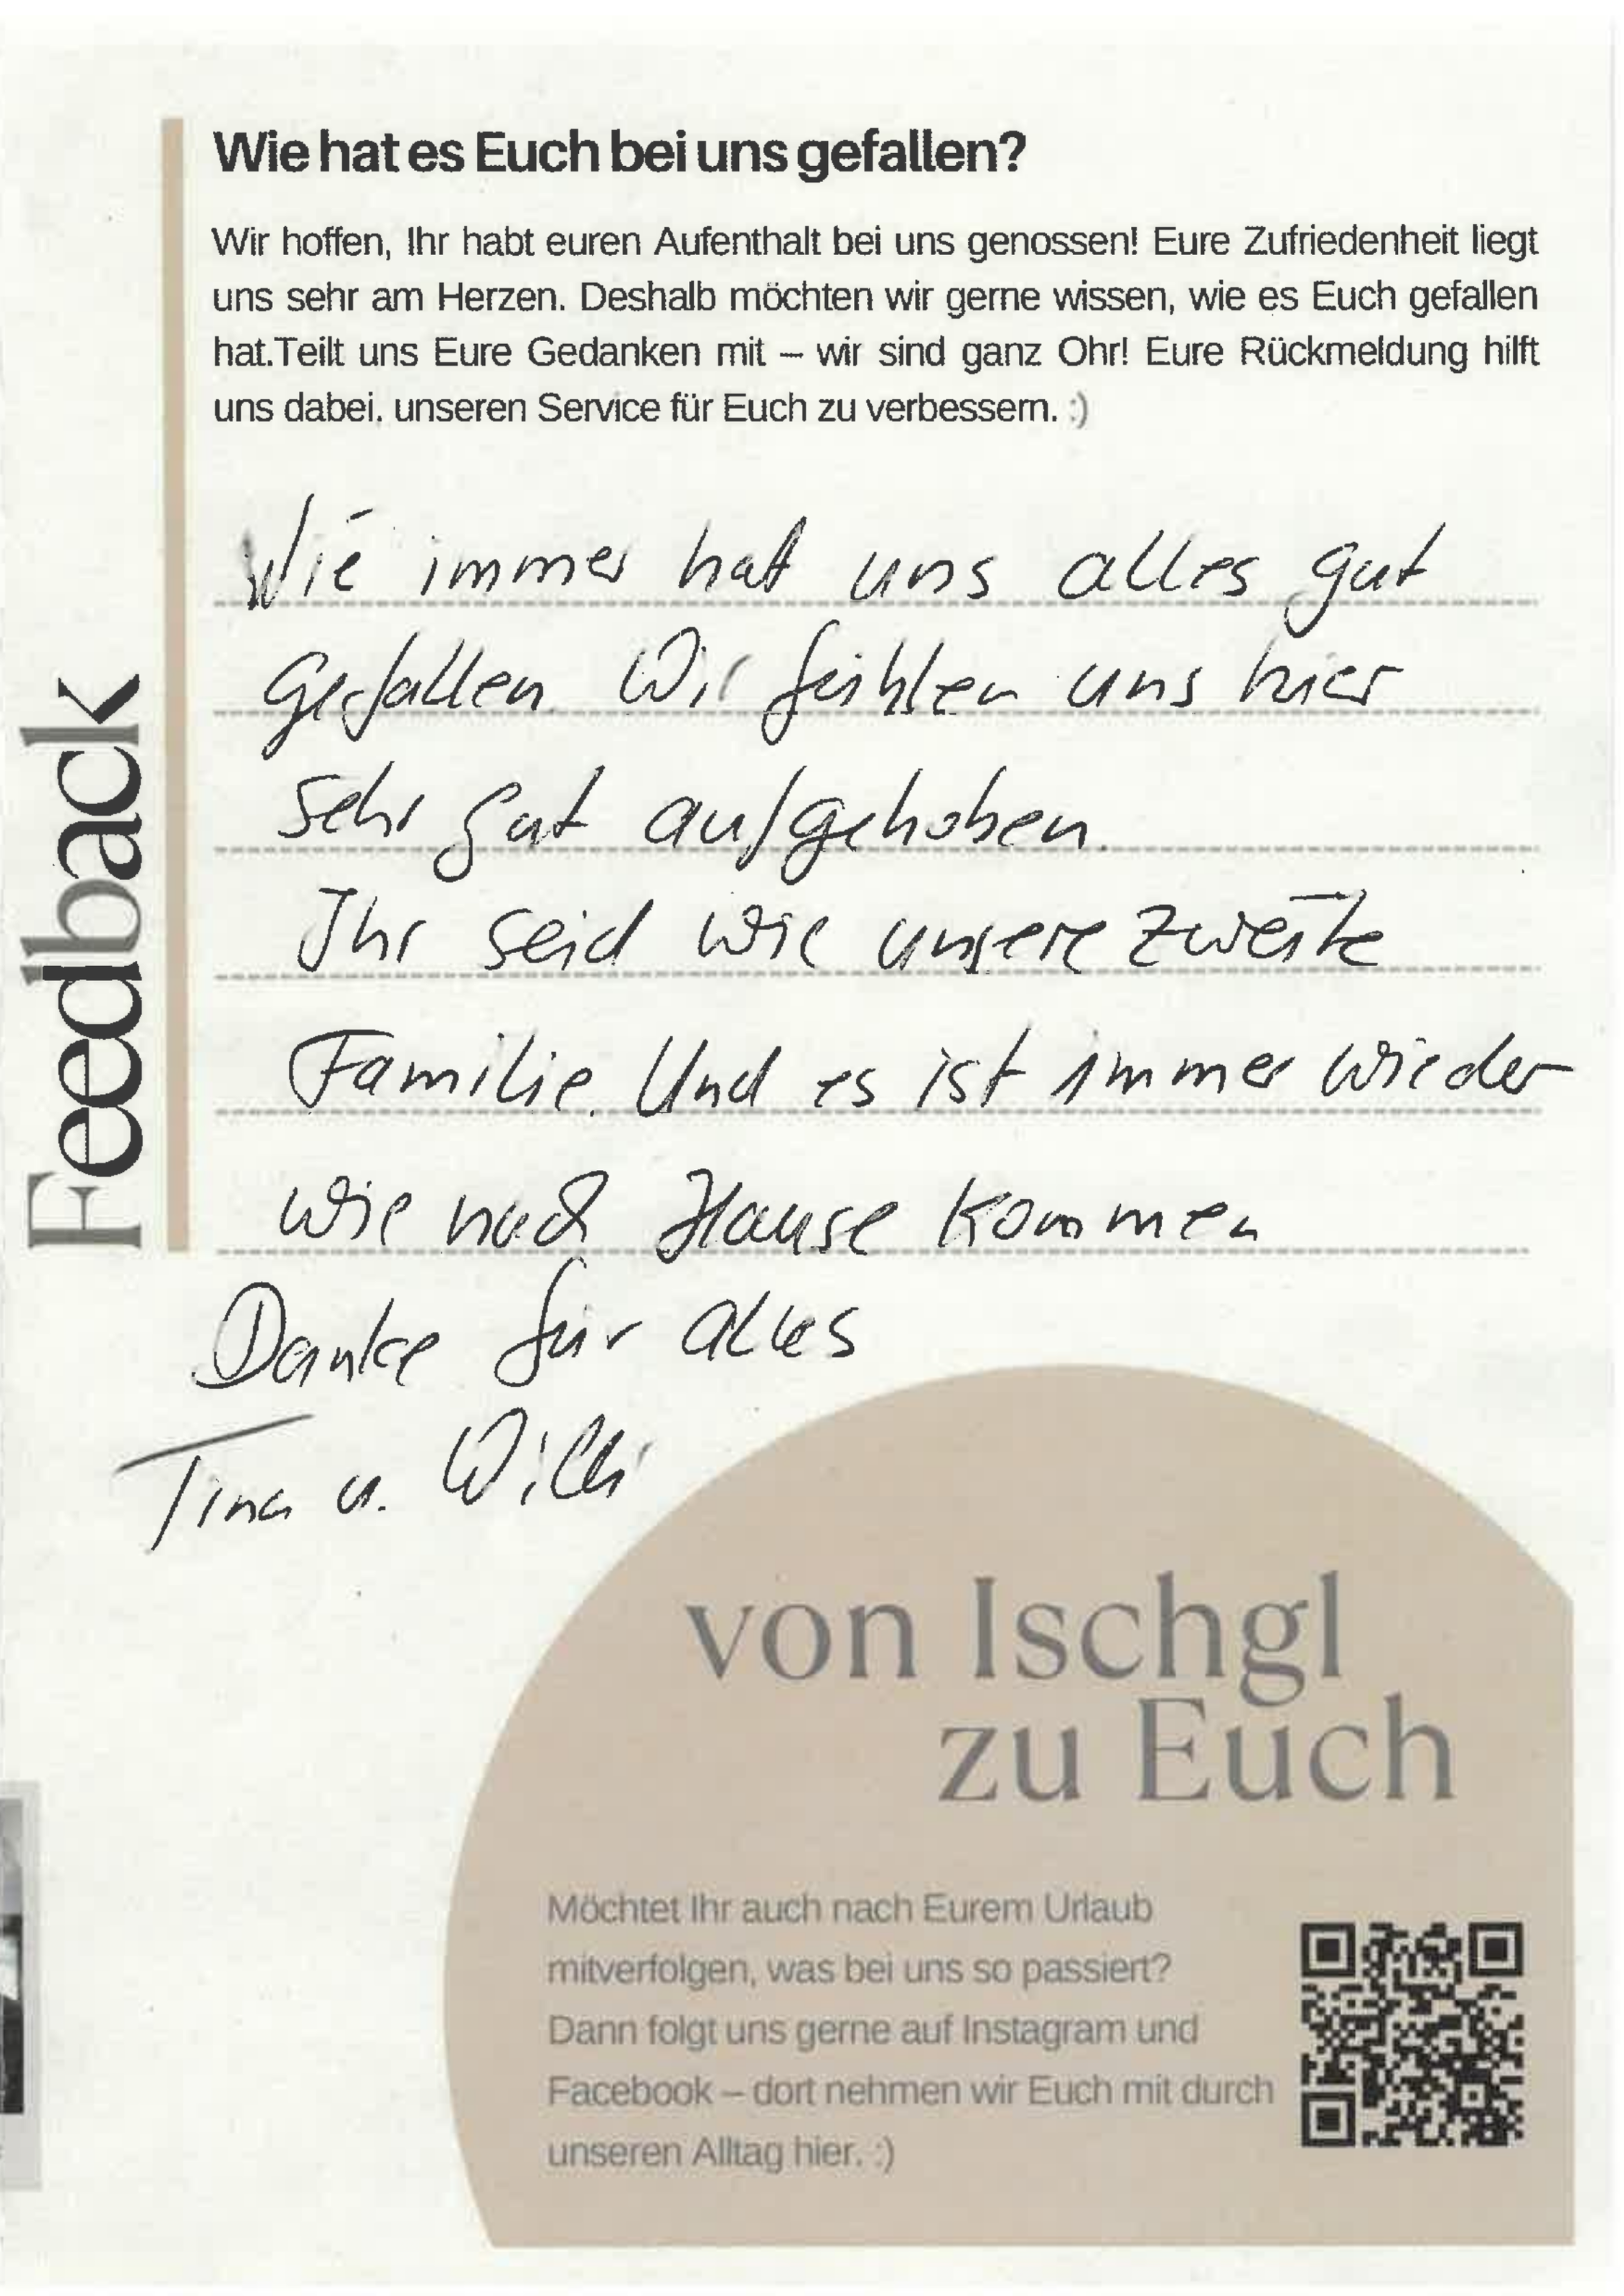 Wie hat es Euch bei uns gefallen?
Wir hoffen, Ihr habt euren Aufenthalt bei uns genossen! Eure Zufriedenheit liegt
uns sehr am Herzen. Deshalb möchten wir gerne wissen, wie es Euch gefallen
hat.Teilt uns Eure Gedanken mit – wir sind ganz Ohr! Eure Rückmeldung hilft
uns dabei, unseren Service für Euch zu verbessern. :)
Feedback
Wie immer hat uns alles gut
gefallen. Wir fühlen uns hier
sehr gut aufgehoben.
Ihr seid wie unsere zweite
Familie. Und es ist immer wieder
wie nach Hause kommen
Danke für alles
Tina u. Willi
von Ischgl
zu Euch
Möchtet Ihr auch nach Eurem Urlaub
mitverfolgen, was bei uns so passiert?
Dann folgt uns gerne auf Instagram und
Facebook – dort nehmen wir Euch mit durch
unseren Alltag hier. :)